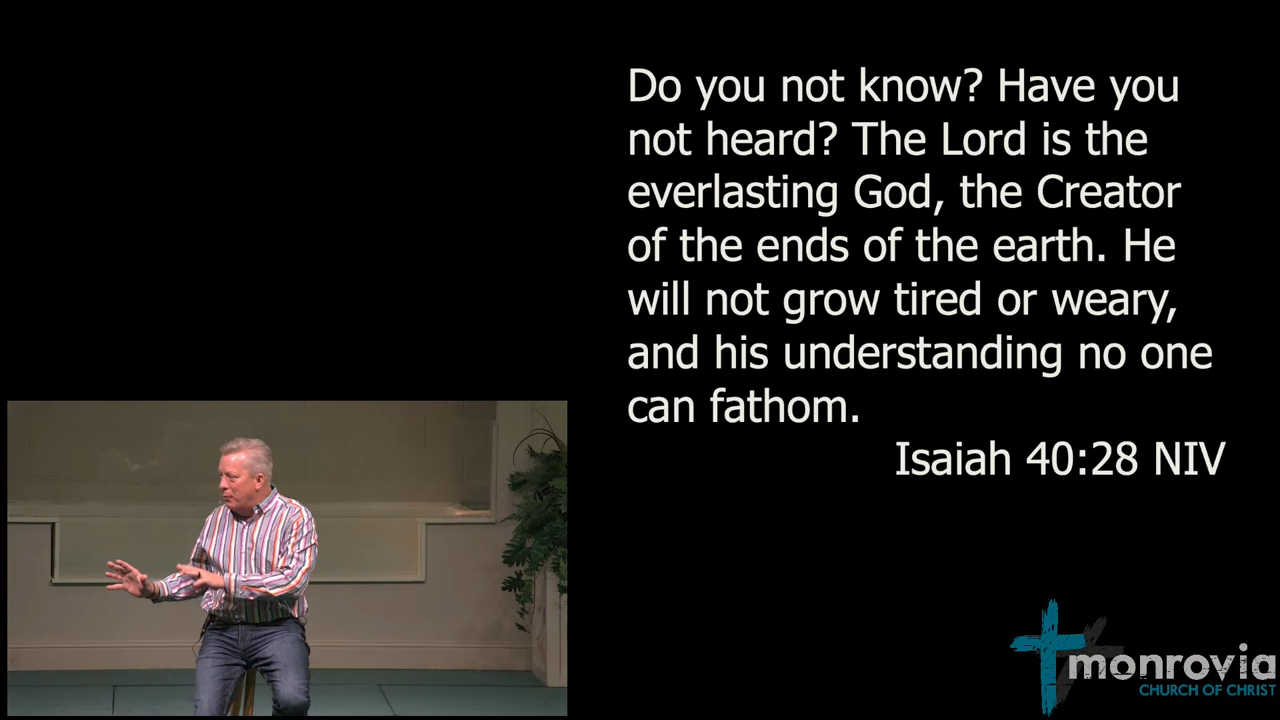 Do you not know? Have you
not heard? The Lord is the
everlasting God, the Creator
of the ends of the earth. He
will not grow tired or weary,
and his understanding no one
can fathom.
Isaiah 40:28 NIV
monrovia
CHURCH OF CHRIST